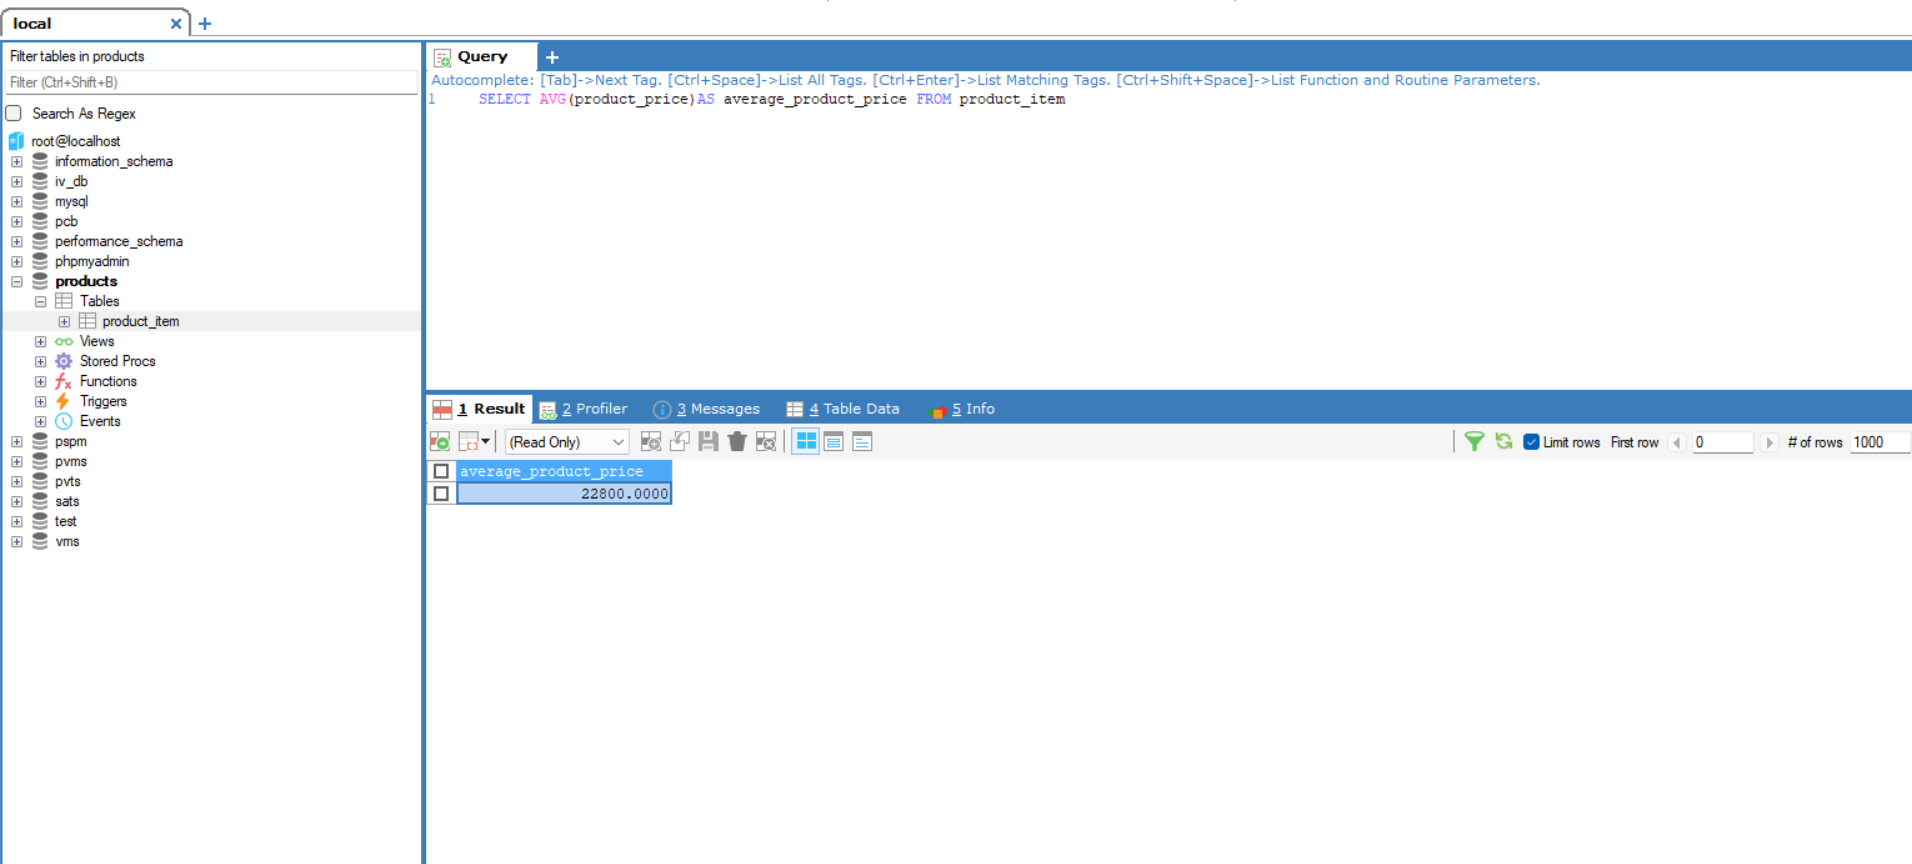 local
Filter tables in products
Filter (Ctrl+Shift+B)
Search As Regex
root@localhost
information_schema
iv_db
mysql
pcb
performance_schema
phpmyadmin
products
Tables
product_item
Views
Stored Procs
Functions
Triggers
Events
pspm
pvms
pvts
sats
test
vms
Query
Autocomplete: [Tab]->Next Tag. [Ctrl+Space]->List All Tags. [Ctrl+Enter]->List Matching Tags. [Ctrl+Shift+Space]->List Function and Routine Parameters.
1 SELECT AVG(product_price)AS average_product_price FROM product_item
1 Result 2 Profiler 3 Messages 4 Table Data 5 Info
(Read Only) Limit rows First row 0 # of rows 1000
average_product_price
22800.0000